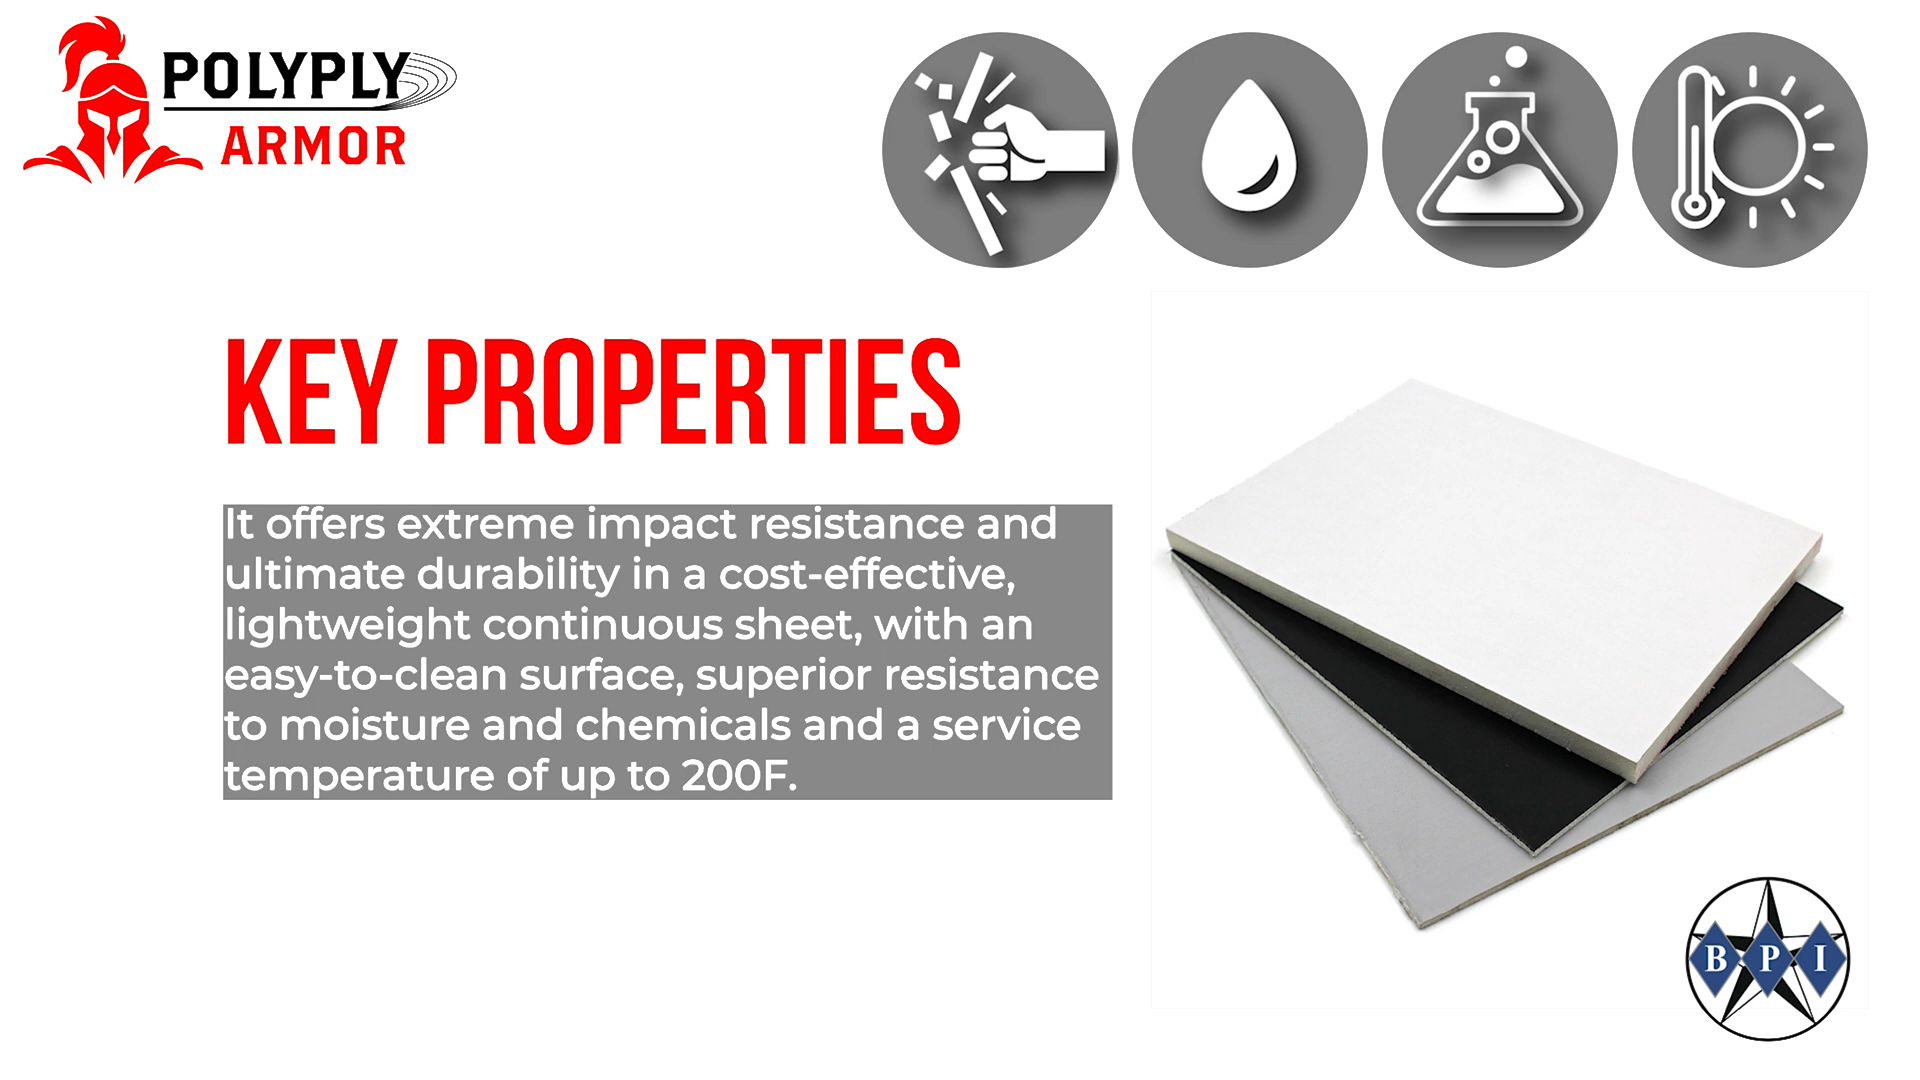 POLYPLY
ARMOR
KEY PROPERTIES
It offers extreme impact resistance and
ultimate durability in a cost-effective,
lightweight continuous sheet, with an
easy-to-clean surface, superior resistance
to moisture and chemicals and a service
temperature of up to 200F.
B P I